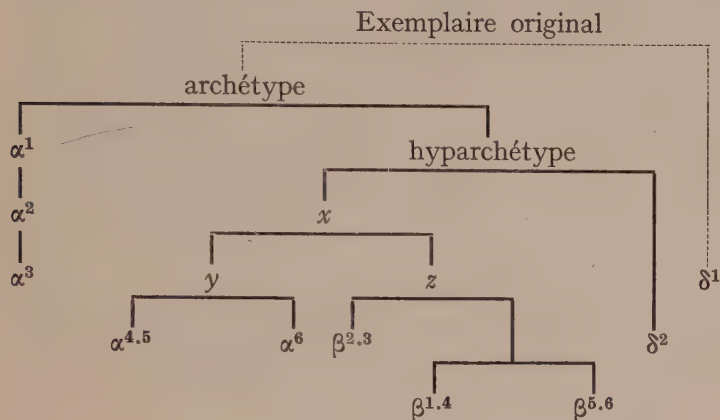 Exemplaire original
archétype
α¹
hyparchétype
α²
x
α³ y z δ¹
α⁴·⁵ α⁶ β²·³ δ²
β¹·⁴ β⁵·⁶